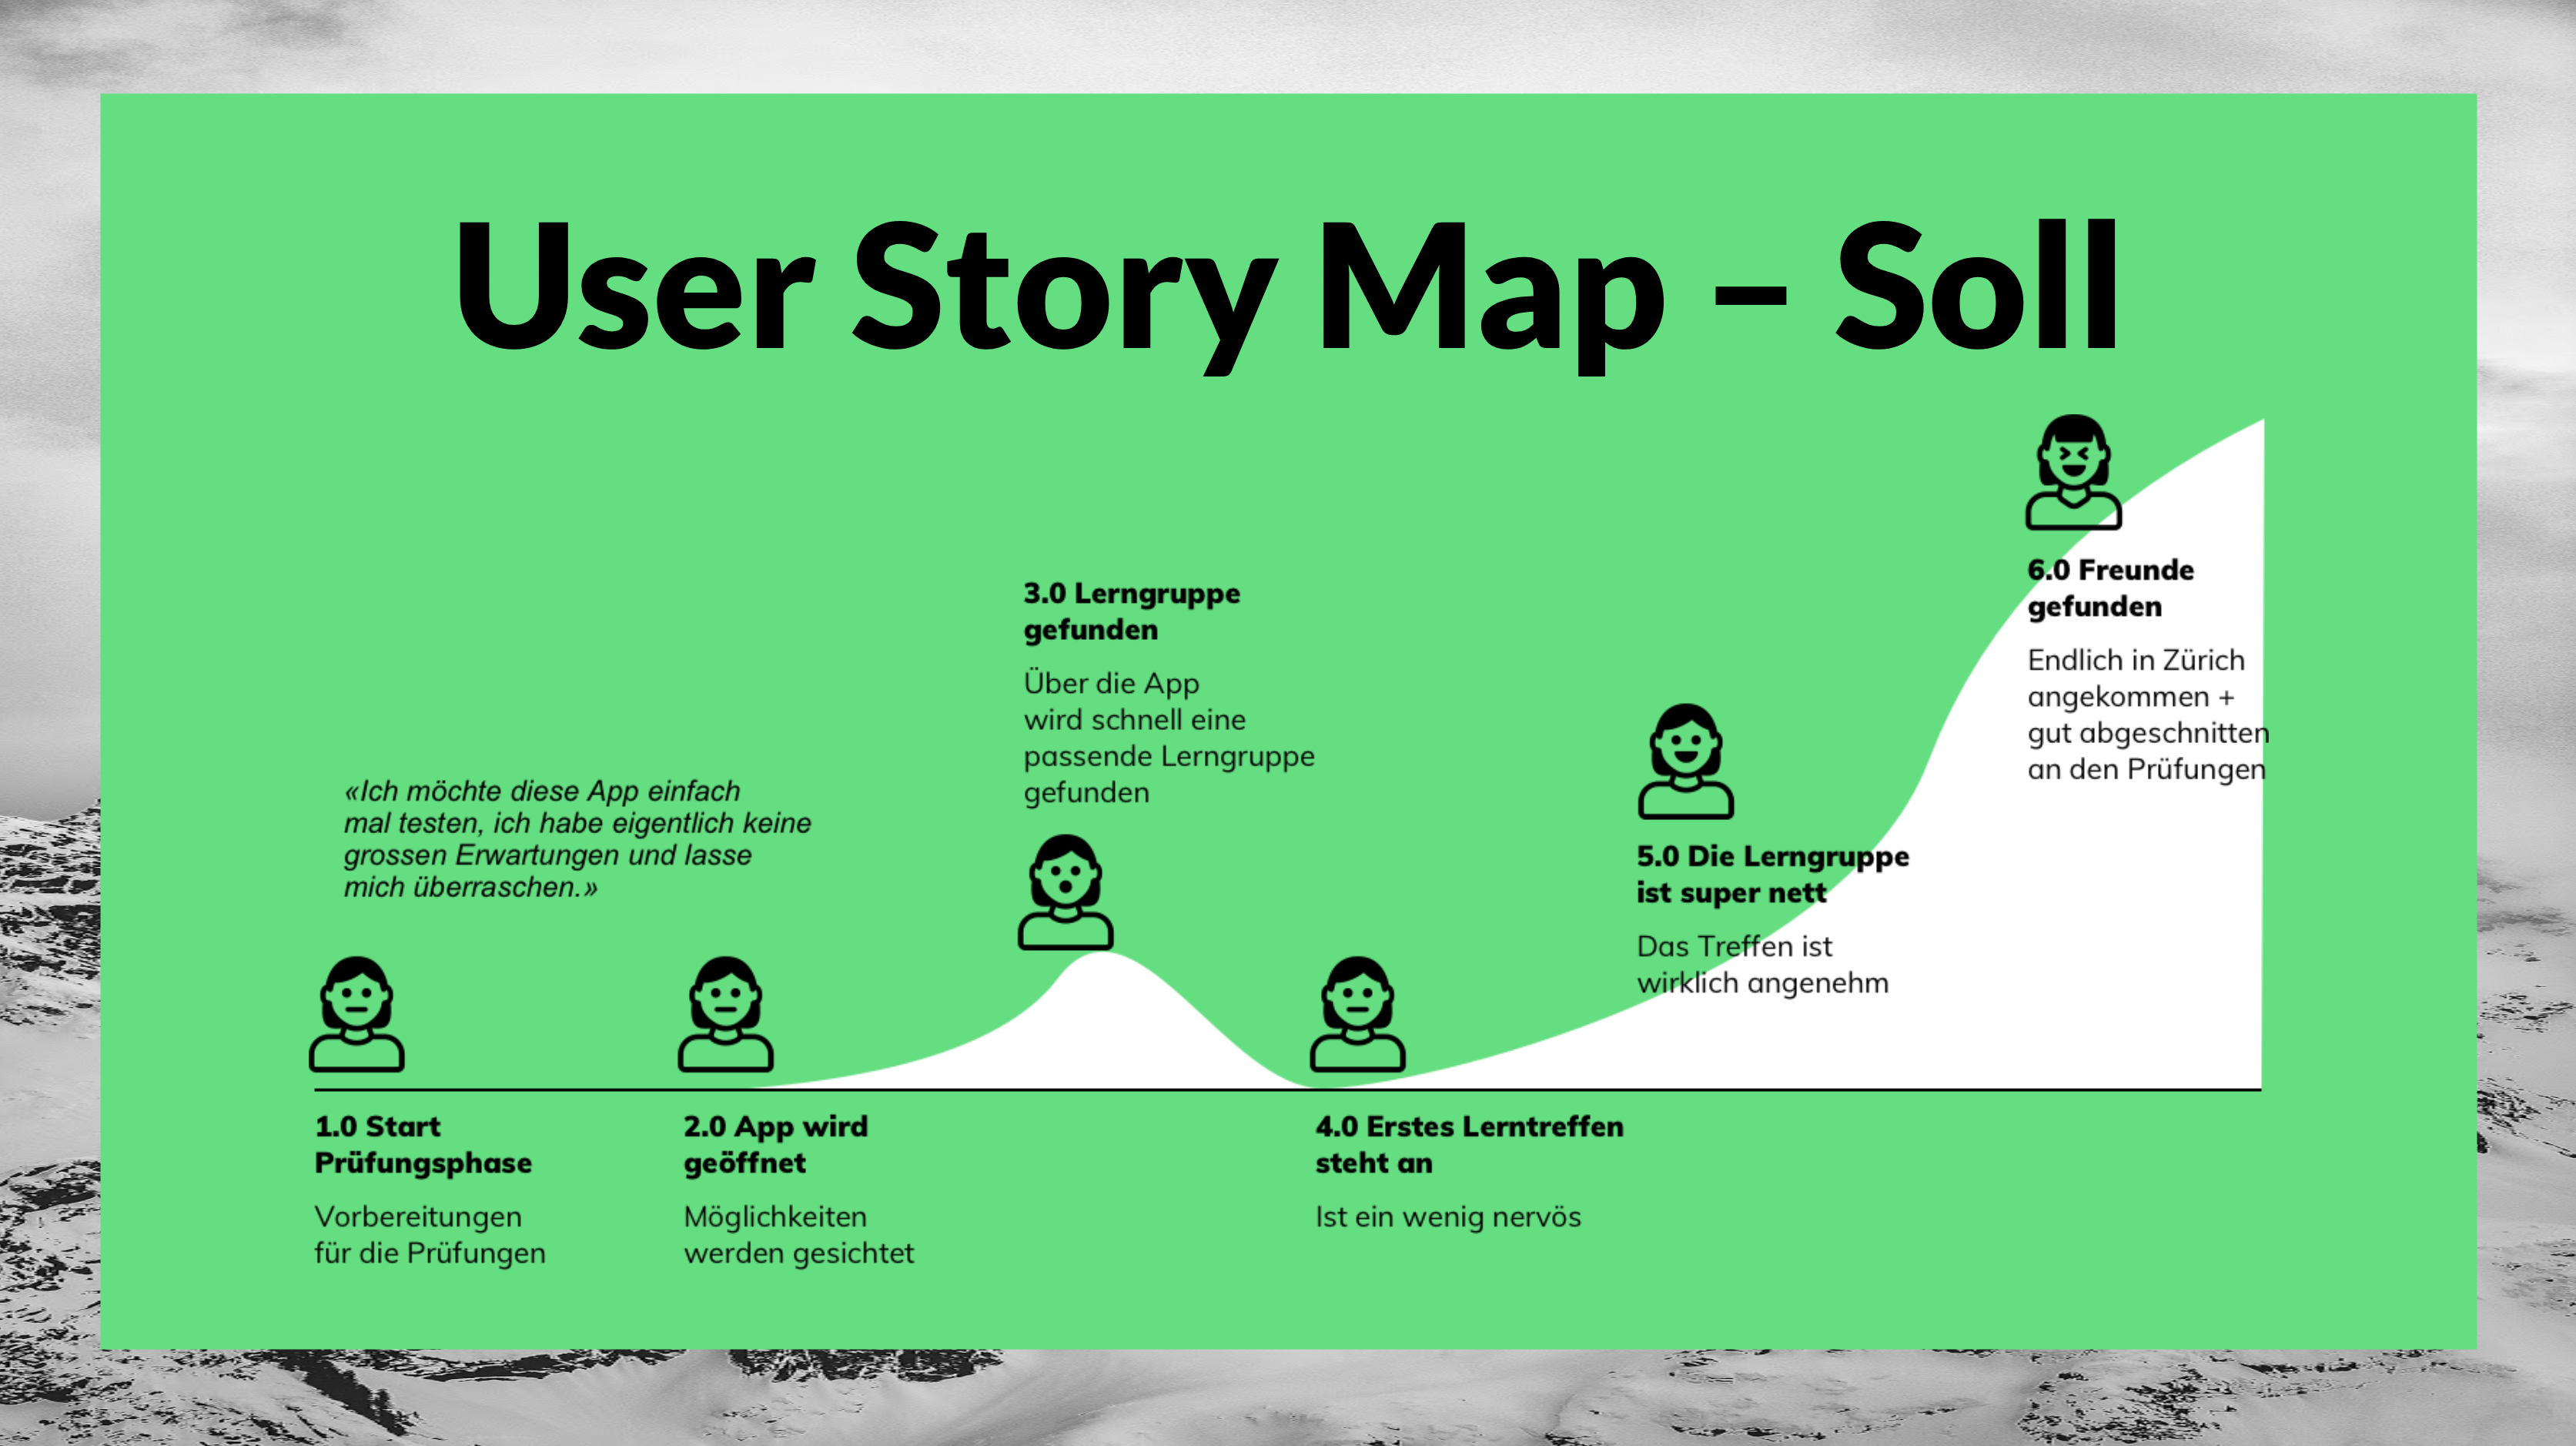 User Story Map – Soll
«Ich möchte diese App einfach
mal testen, ich habe eigentlich keine
grossen Erwartungen und lasse
mich überraschen.»
1.0 Start
Prüfungsphase
Vorbereitungen
für die Prüfungen
2.0 App wird
geöffnet
Möglichkeiten
werden gesichtet
3.0 Lerngruppe
gefunden
Über die App
wird schnell eine
passende Lerngruppe
gefunden
4.0 Erstes Lerntreffen
steht an
Ist ein wenig nervös
5.0 Die Lerngruppe
ist super nett
Das Treffen ist
wirklich angenehm
6.0 Freunde
gefunden
Endlich in Zürich
angekommen +
gut abgeschnitten
an den Prüfungen